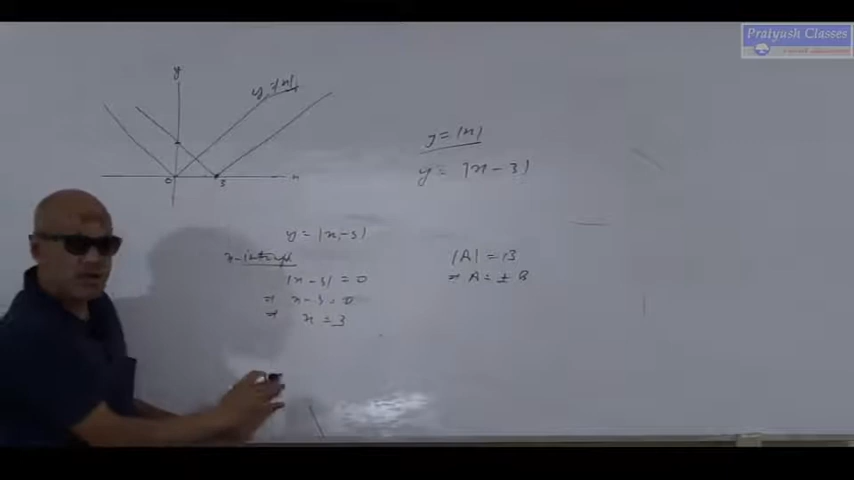 Pratyush Classes
y
y = |x|
0
3
x
y = |x|
y = |x - 3|
y = |x - 3|
x-intercept
|x - 3| = 0
⇒ x - 3 = 0
⇒ x = 3
|A| = B
⇒ A = ± B